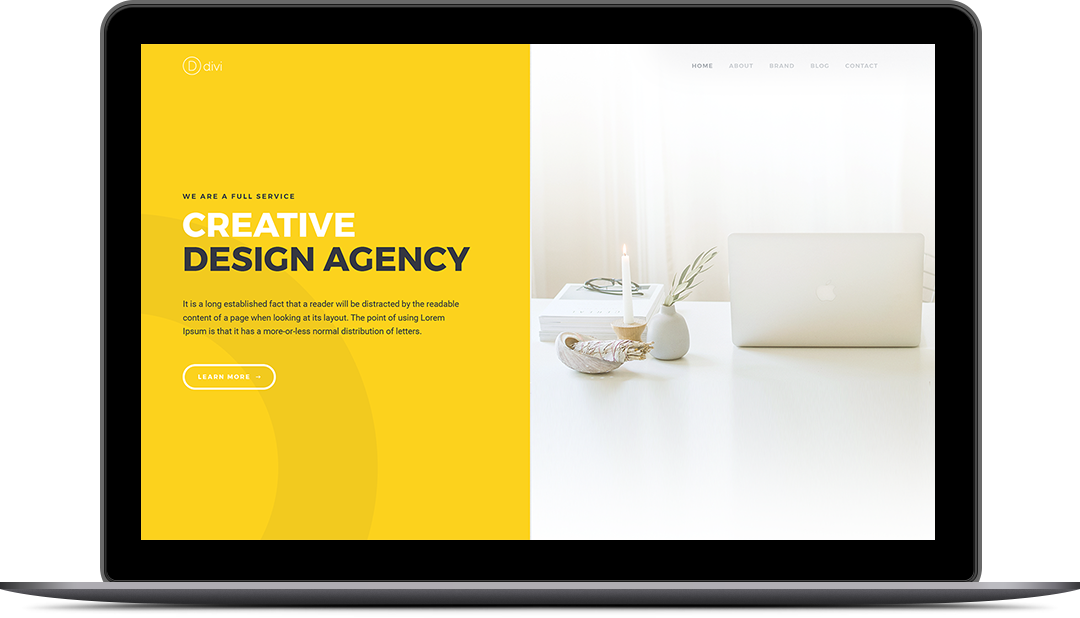 divi
HOME ABOUT BRAND BLOG CONTACT
WE ARE A FULL SERVICE
CREATIVE
DESIGN AGENCY
It is a long established fact that a reader will be distracted by the readable
content of a page when looking at its layout. The point of using Lorem
Ipsum is that it has a more-or-less normal distribution of letters.
LEARN MORE →